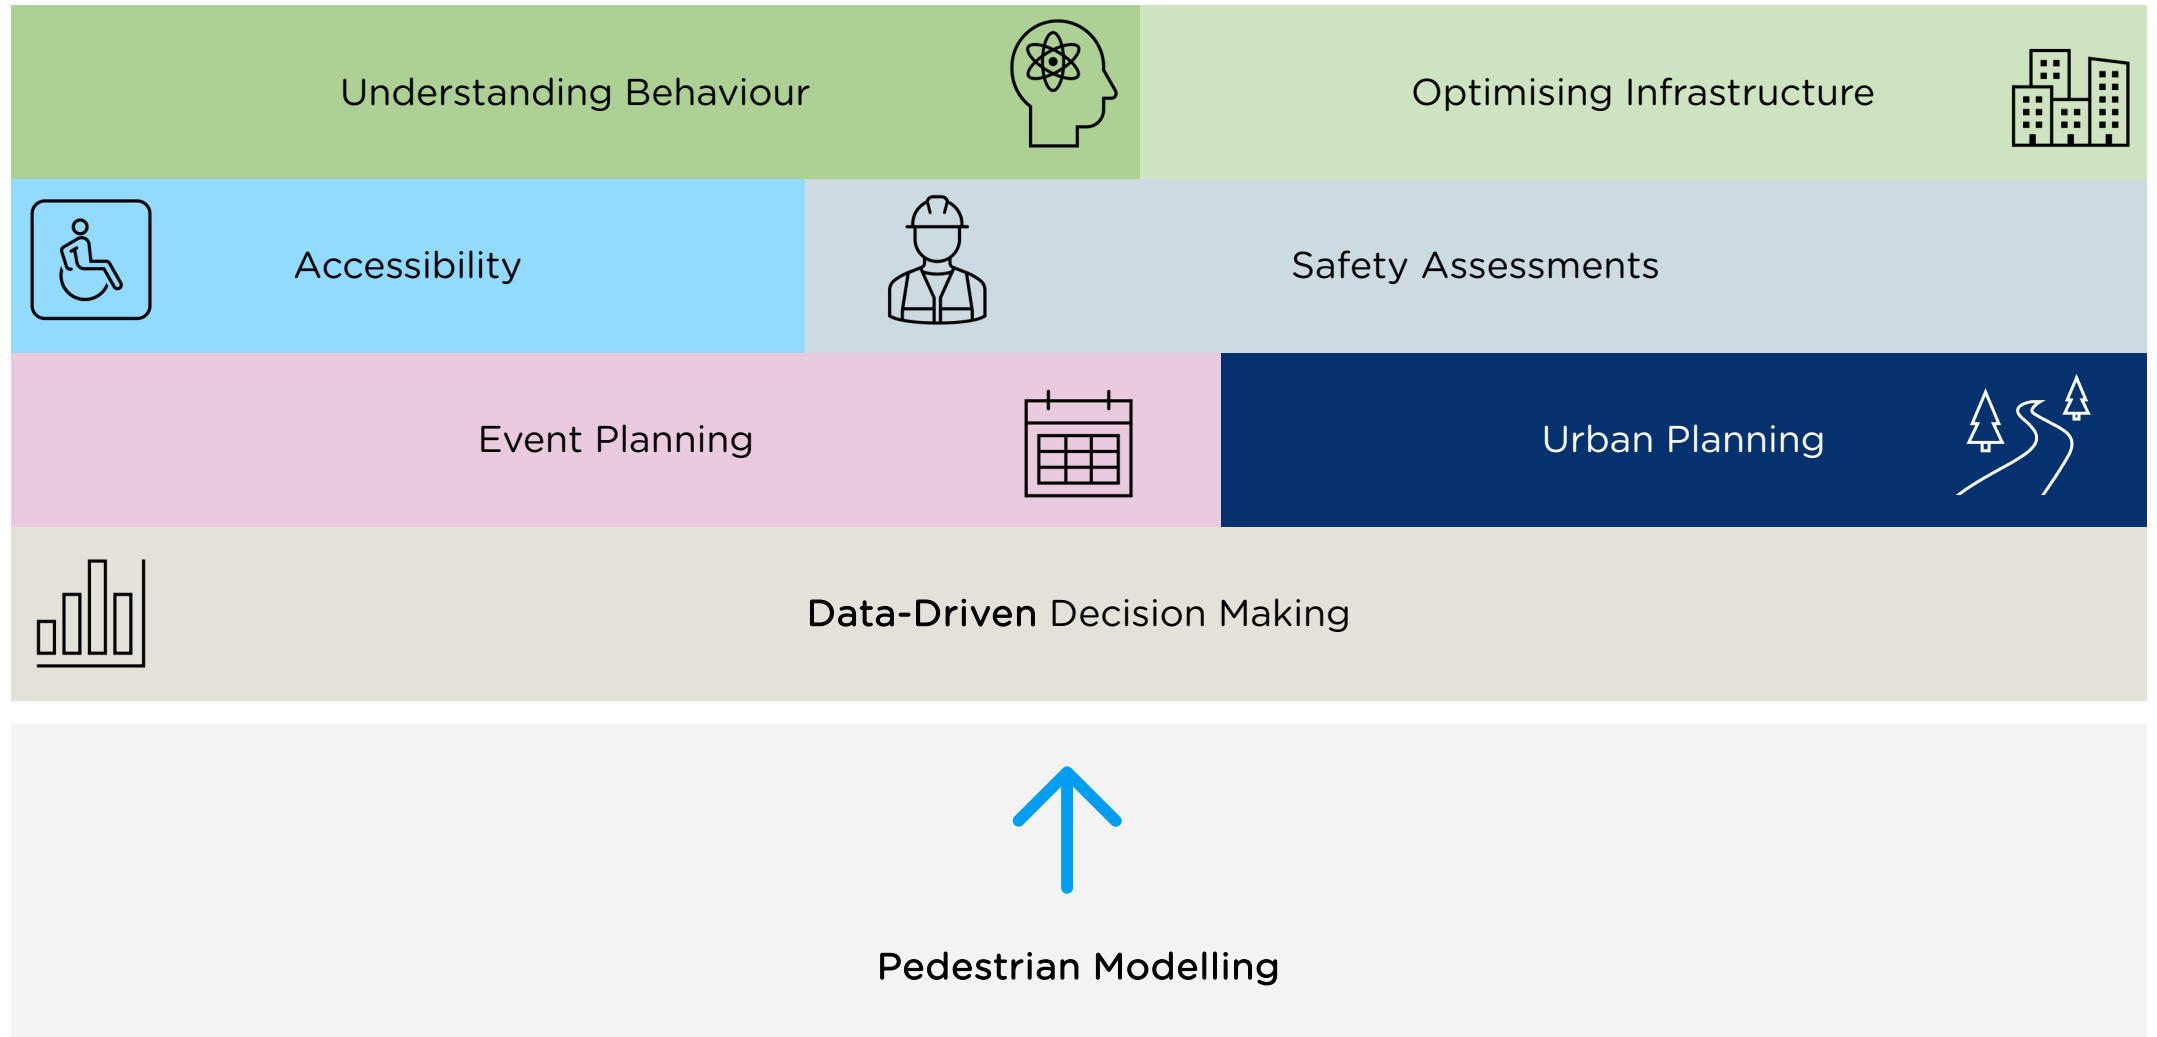 Understanding Behaviour
Optimising Infrastructure
Accessibility
Safety Assessments
Event Planning
Urban Planning
Data-Driven Decision Making
Pedestrian Modelling